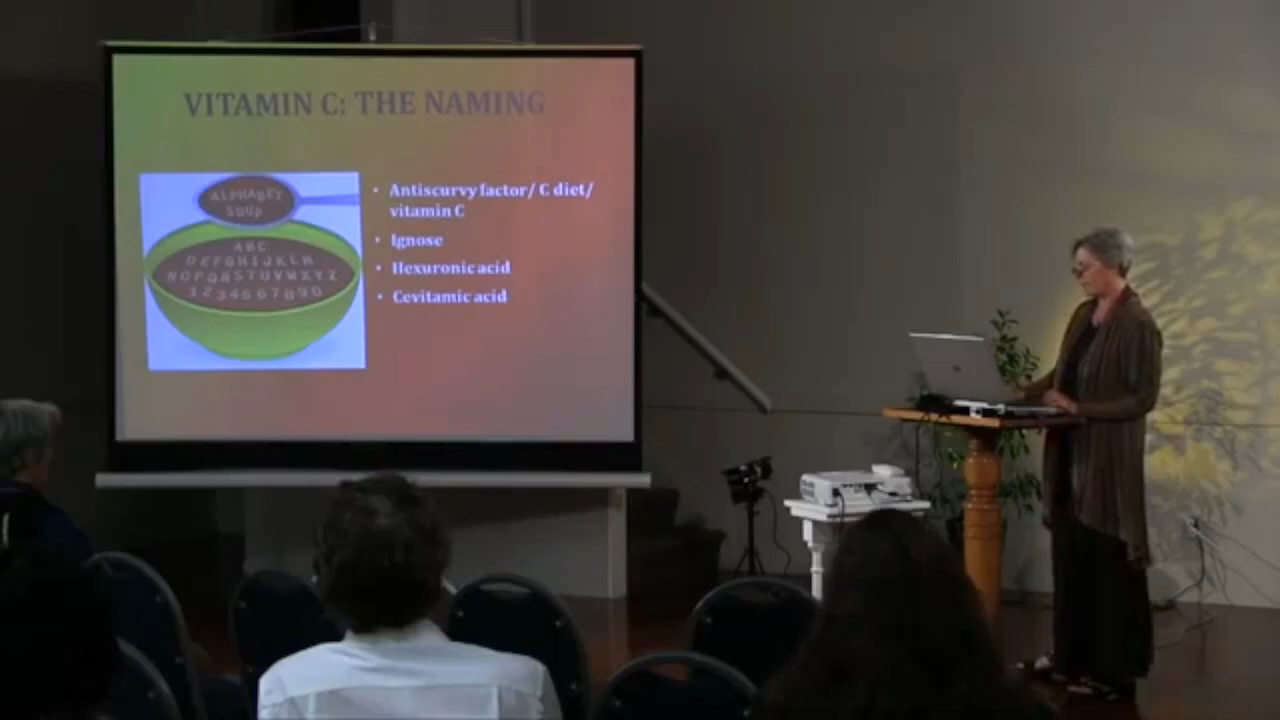 VITAMIN C: THE NAMING
ALPHABET
SOUP
ABC
DEFGHIJKLM
NOPQRSTUVWXYZ
1234567890
• Antiscurvy factor/ C diet/
vitamin C
• Ignose
• Hexuronic acid
• Cevitamic acid